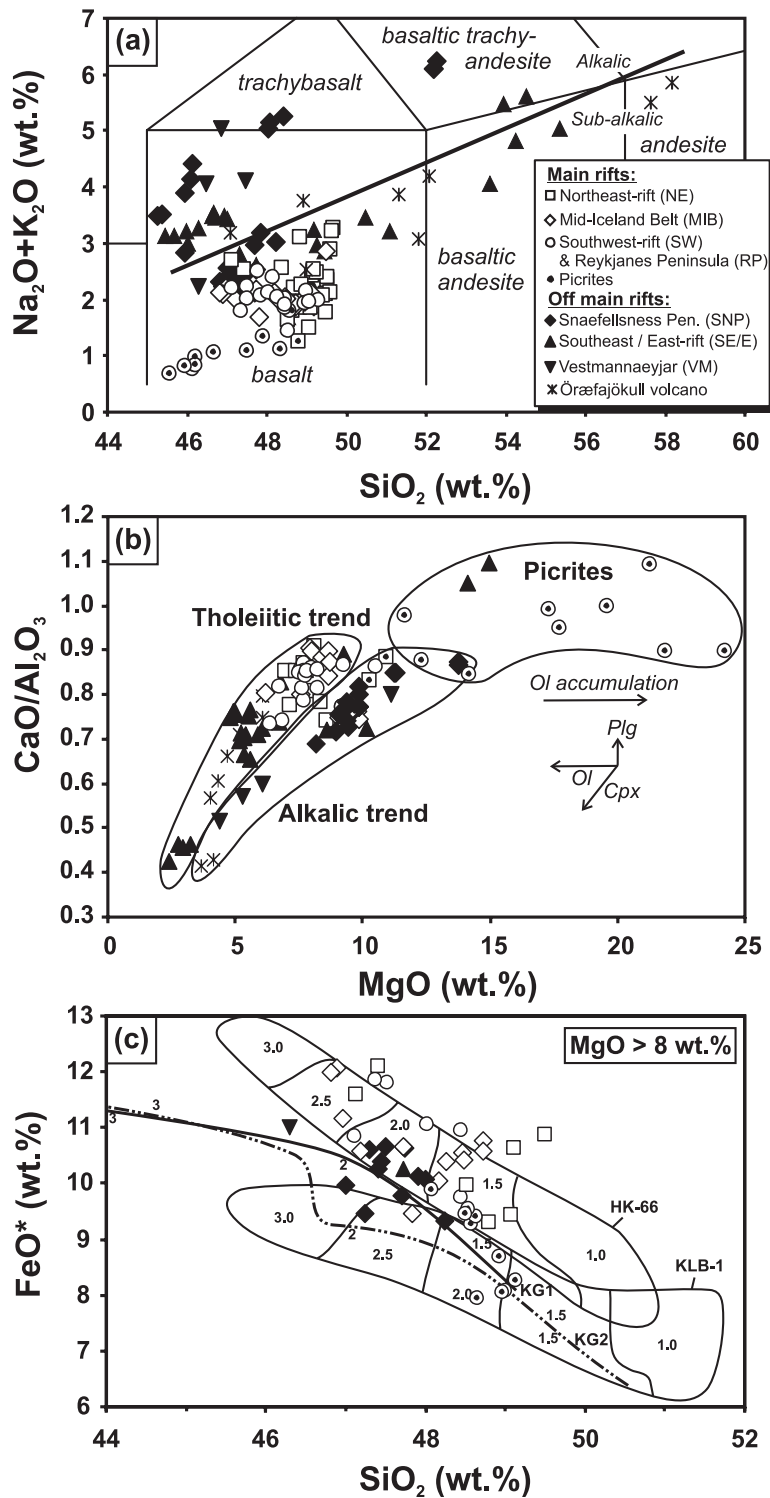 (a)
Na₂O+K₂O (wt.%)
7
6
5
4
3
2
1
0
basaltic trachy-
andesite
trachybasalt
Alkalic
Sub-alkalic
andesite
basaltic
andesite
basalt
Main rifts:
Northeast-rift (NE)
Mid-Iceland Belt (MIB)
Southwest-rift (SW)
& Reykjanes Peninsula (RP)
Picrites
Off main rifts:
Snaefellsness Pen. (SNP)
Southeast / East-rift (SE/E)
Vestmannaeyjar (VM)
Öræfajökull volcano
44 46 48 50 52 54 56 58 60
SiO₂ (wt.%)
(b)
CaO/Al₂O₃
1.2
1.1
1.0
0.9
0.8
0.7
0.6
0.5
0.4
0.3
Picrites
Tholeiitic trend
Ol accumulation
Plg
Ol
Cpx
Alkalic trend
0 5 10 15 20 25
MgO (wt.%)
(c)
MgO > 8 wt.%
FeO* (wt.%)
13
12
11
10
9
8
7
6
3.0
2.5
2.0
1.5
1.0
HK-66
3
3
2
3.0
2
2.5
2.0
1.5
1.5
1.5
1.0
KLB-1
KG1
KG2
44 46 48 50 52
SiO₂ (wt.%)